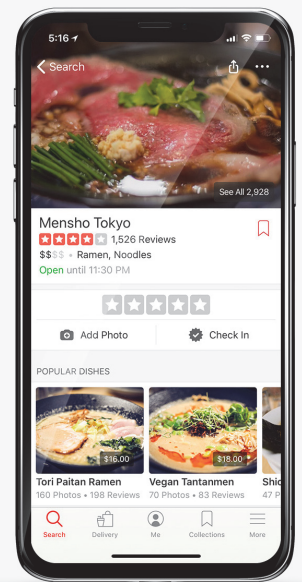 5:16
Search
See All 2,928
Mensho Tokyo
1,526 Reviews
$$$$ • Ramen, Noodles
Open until 11:30 PM
Add Photo
Check In
POPULAR DISHES
$16.00
$18.00
Tori Paitan Ramen
Vegan Tantanmen
160 Photos • 198 Reviews
70 Photos • 83 Reviews
47 P
Search
Delivery
Me
Collections
More